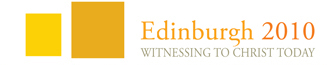 Edinburgh 2010
WITNESSING TO CHRIST TODAY